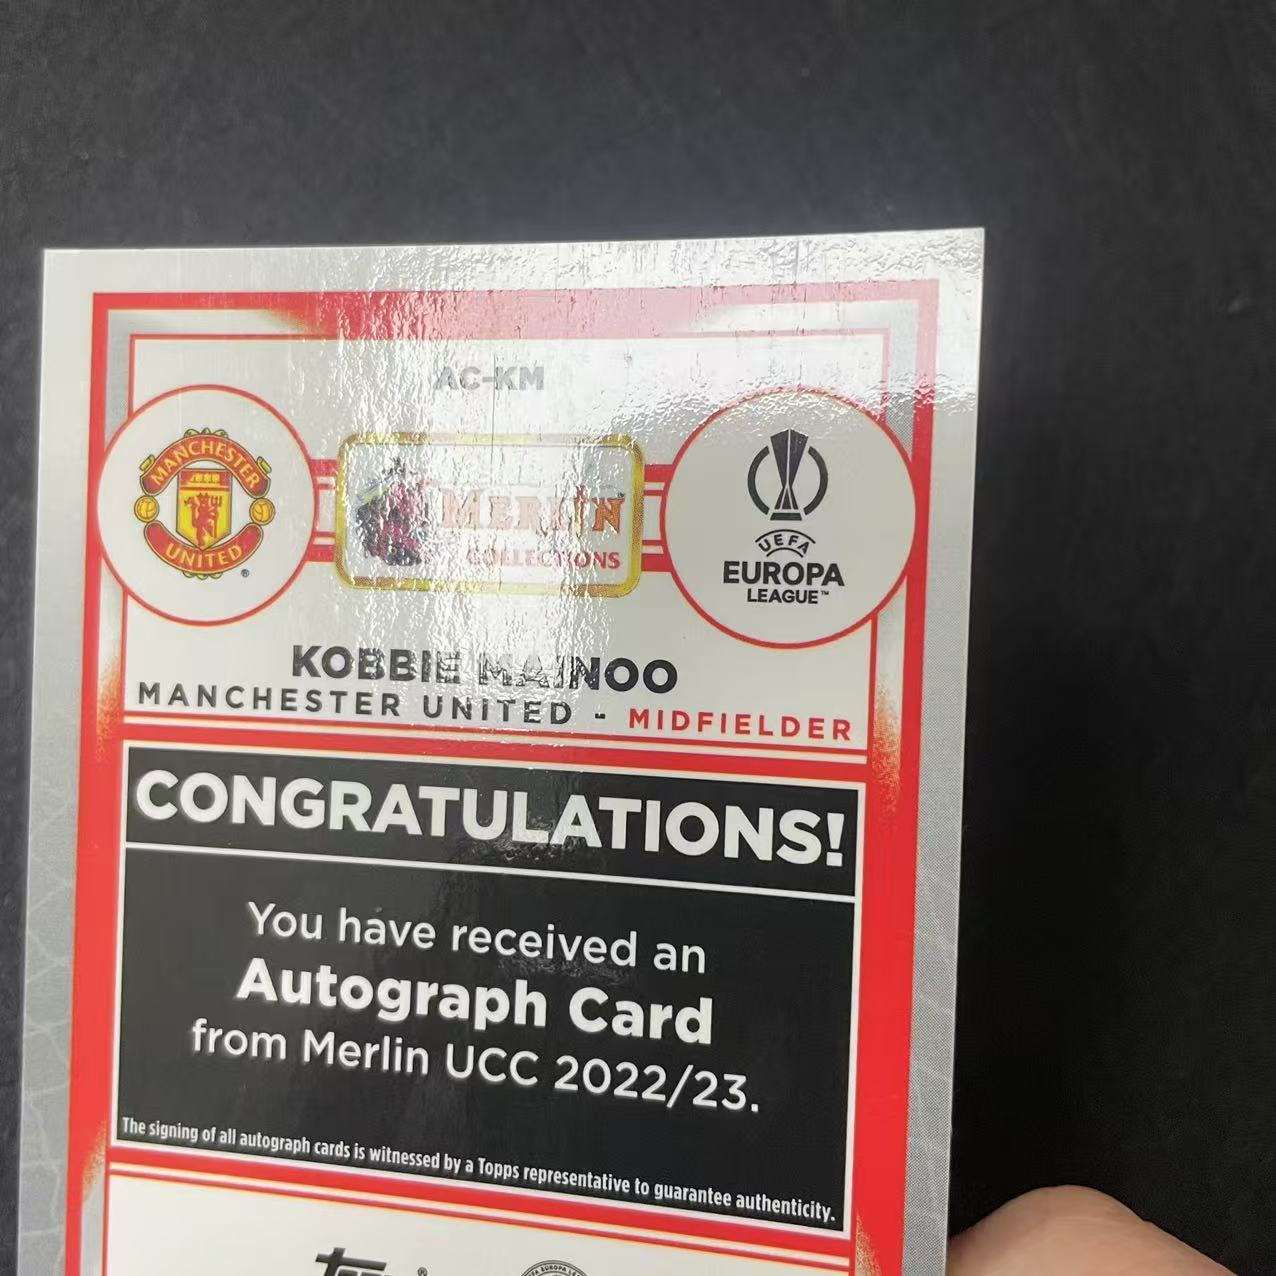 AC-KM
MANCHESTER
UNITED
®
MERLIN
COLLECTIONS
UEFA
EUROPA
LEAGUE™
KOBBIE MAINOO
MANCHESTER UNITED - MIDFIELDER
CONGRATULATIONS!
You have received an
Autograph Card
from Merlin UCC 2022/23.
The signing of all autograph cards is witnessed by a Topps representative to guarantee authenticity.